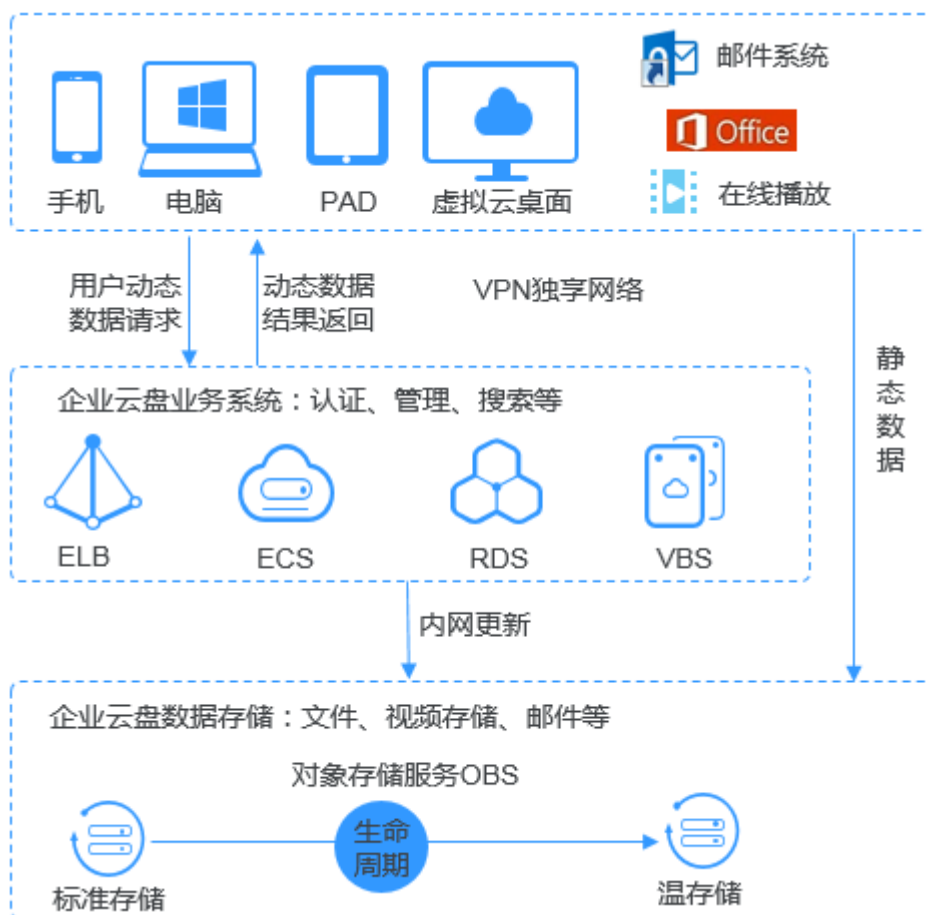 邮件系统
Office
在线播放
手机
电脑
PAD
虚拟云桌面
用户动态
数据请求
动态数据
结果返回
VPN独享网络
静
态
数
据
企业云盘业务系统：认证、管理、搜索等
ELB
ECS
RDS
VBS
内网更新
企业云盘数据存储：文件、视频存储、邮件等
对象存储服务OBS
生命
周期
标准存储
温存储